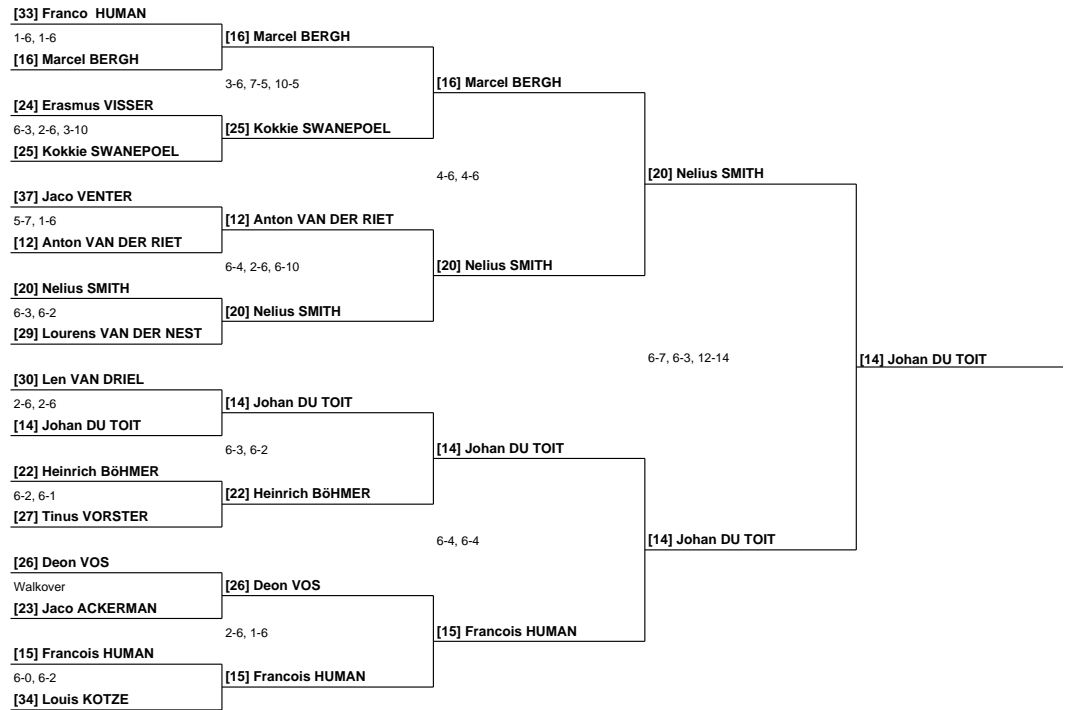 [33] Franco  HUMAN
1-6, 1-6
[16] Marcel BERGH
[24] Erasmus VISSER
6-3, 2-6, 3-10
[25] Kokkie SWANEPOEL
[37] Jaco VENTER
5-7, 1-6
[12] Anton VAN DER RIET
[20] Nelius SMITH
6-3, 6-2
[29] Lourens VAN DER NEST
[30] Len VAN DRIEL
2-6, 2-6
[14] Johan DU TOIT
[22] Heinrich BöHMER
6-2, 6-1
[27] Tinus VORSTER
[26] Deon VOS
Walkover
[23] Jaco ACKERMAN
[15] Francois HUMAN
6-0, 6-2
[34] Louis KOTZE
[16] Marcel BERGH
3-6, 7-5, 10-5
[25] Kokkie SWANEPOEL
[12] Anton VAN DER RIET
6-4, 2-6, 6-10
[20] Nelius SMITH
[14] Johan DU TOIT
6-3, 6-2
[22] Heinrich BöHMER
[26] Deon VOS
2-6, 1-6
[15] Francois HUMAN
[16] Marcel BERGH
4-6, 4-6
[20] Nelius SMITH
[14] Johan DU TOIT
6-4, 6-4
[15] Francois HUMAN
[20] Nelius SMITH
6-7, 6-3, 12-14
[14] Johan DU TOIT
[14] Johan DU TOIT